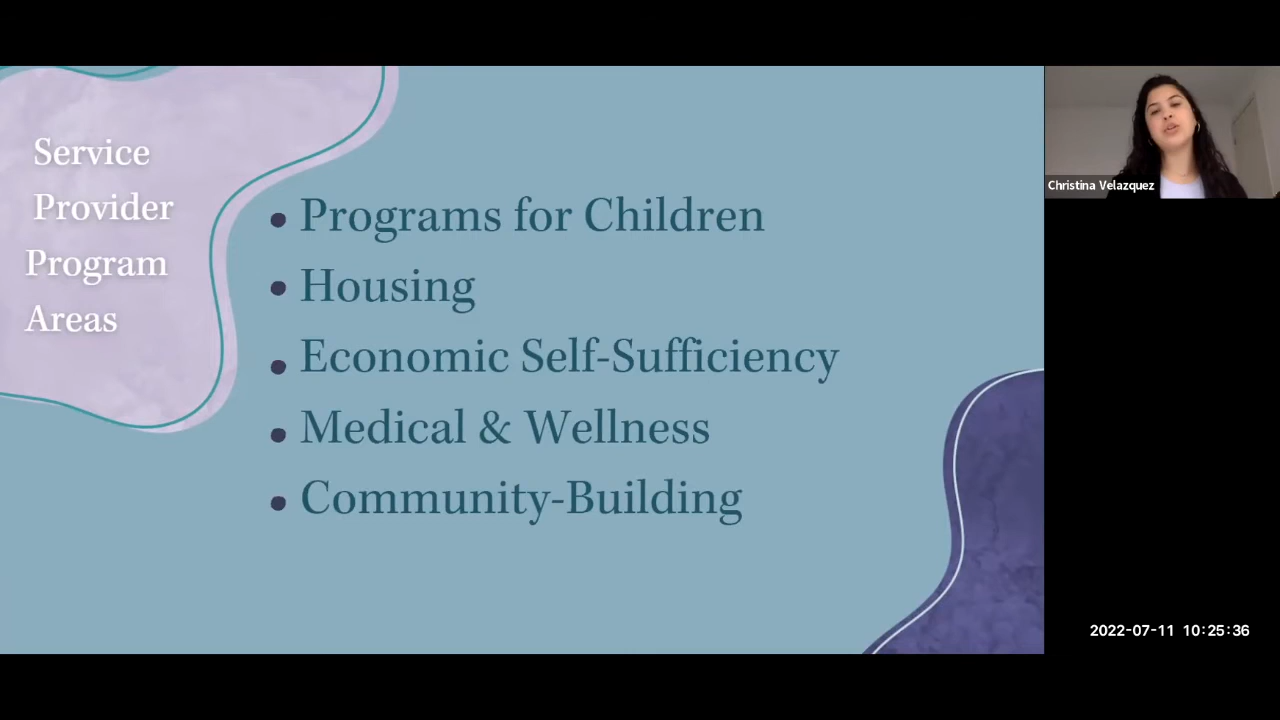 Service
Provider
Program
Areas
• Programs for Children
• Housing
• Economic Self-Sufficiency
• Medical & Wellness
• Community-Building
Christina Velazquez
2022-07-11 10:25:36